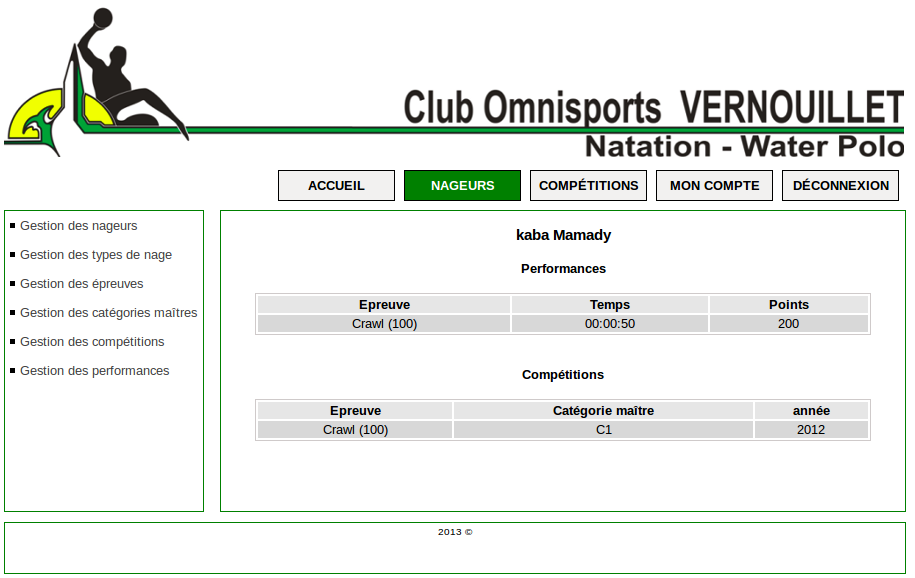 Club Omnisports VERNOUILLET
Natation - Water Polo
ACCUEIL NAGEURS COMPÉTITIONS MON COMPTE DÉCONNEXION
Gestion des nageurs
Gestion des types de nage
Gestion des épreuves
Gestion des catégories maîtres
Gestion des compétitions
Gestion des performances
kaba Mamady
Performances
Epreuve Temps Points
Crawl (100) 00:00:50 200
Compétitions
Epreuve Catégorie maître année
Crawl (100) C1 2012
2013 ©